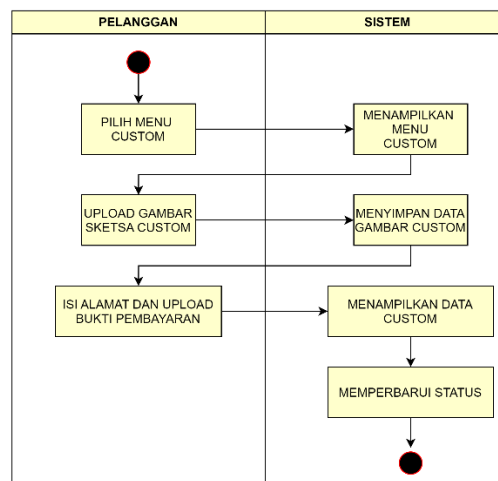 PELANGGAN
SISTEM
PILIH MENU
CUSTOM
MENAMPILKAN
MENU
CUSTOM
UPLOAD GAMBAR
SKETSA CUSTOM
MENYIMPAN DATA
GAMBAR CUSTOM
ISI ALAMAT DAN UPLOAD
BUKTI PEMBAYARAN
MENAMPILKAN DATA
CUSTOM
MEMPERBARUI STATUS